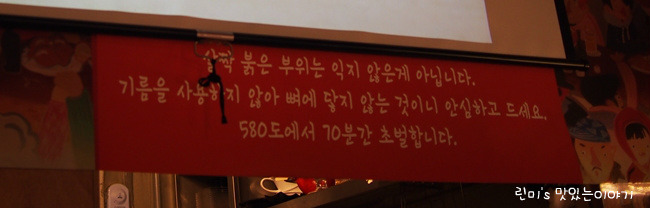 살짝 붉은 부위는 익지 않은게 아닙니다.
기름을 사용하지 않아 뼈에 닿지 않는 것이니 안심하고 드세요.
580도에서 70분간 초벌합니다.
린미's 맛있는이야기